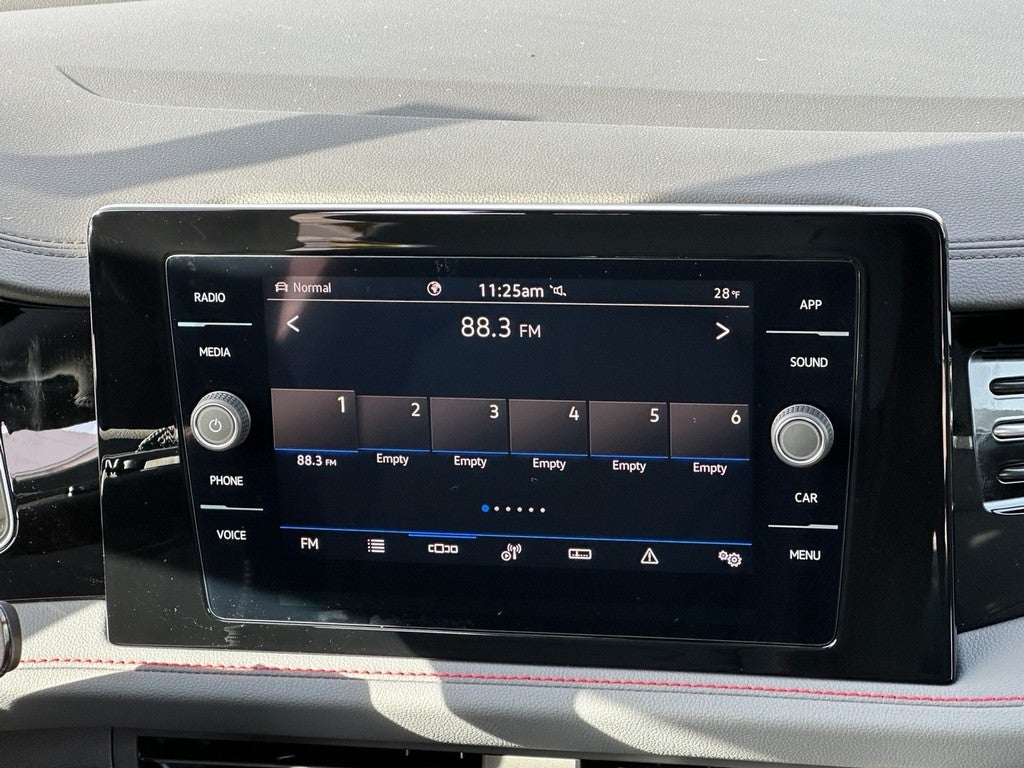 RADIO
MEDIA
PHONE
VOICE
Normal 11:25am 28°F
< 88.3 FM >
1 2 3 4 5 6
88.3 FM Empty Empty Empty Empty Empty
FM
APP
SOUND
CAR
MENU